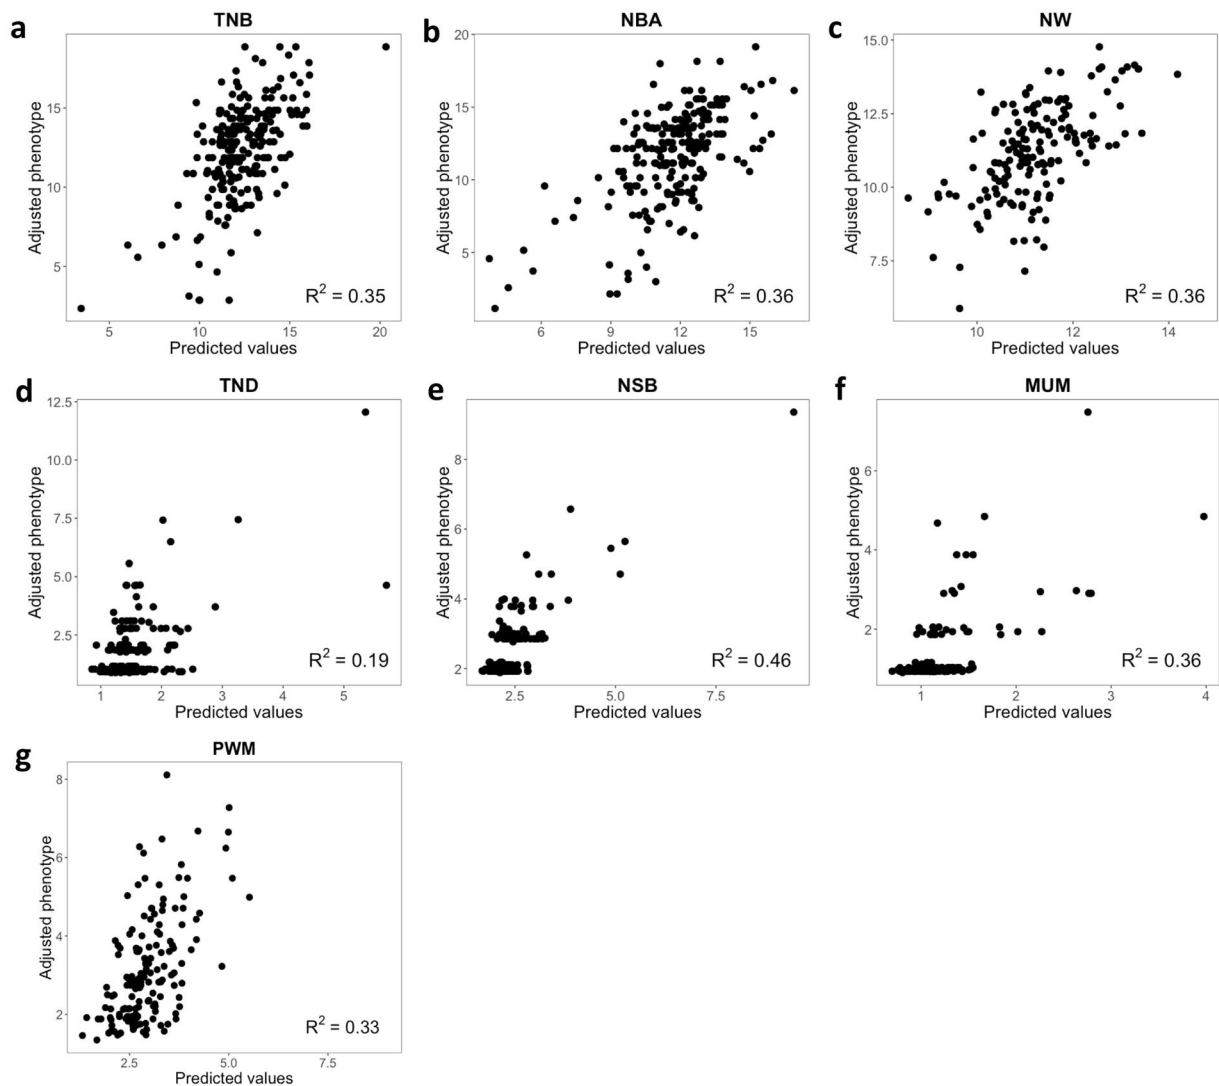 a
TNB
Adjusted phenotype
15
10
5
R² = 0.35
5
10
15
20
Predicted values
b
NBA
Adjusted phenotype
20
15
10
5
R² = 0.36
6
9
12
15
Predicted values
c
NW
Adjusted phenotype
15.0
12.5
10.0
7.5
R² = 0.36
10
12
14
Predicted values
d
TND
Adjusted phenotype
12.5
10.0
7.5
5.0
2.5
R² = 0.19
1
2
3
4
5
Predicted values
e
NSB
Adjusted phenotype
8
6
4
2
R² = 0.46
2.5
5.0
7.5
Predicted values
f
MUM
Adjusted phenotype
6
4
2
R² = 0.36
1
2
3
4
Predicted values
g
PWM
Adjusted phenotype
8
6
4
2
R² = 0.33
2.5
5.0
7.5
Predicted values